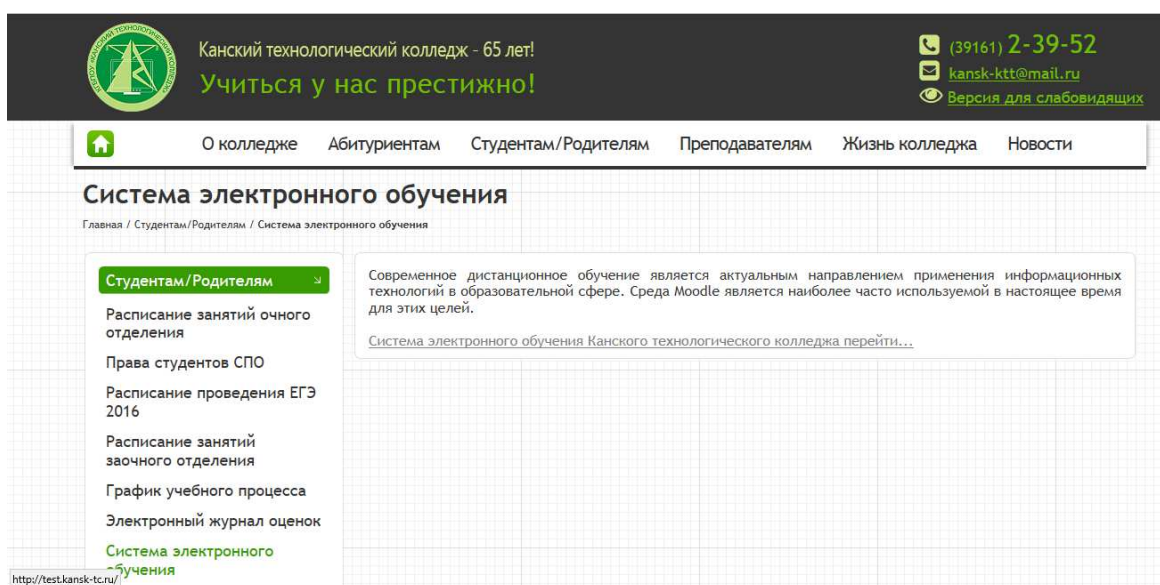 Канский технологический колледж - 65 лет!
Учиться у нас престижно!
(39161) 2-39-52
kansk-ktt@mail.ru
Версия для слабовидящих
О колледже Абитуриентам Студентам/Родителям Преподавателям Жизнь колледжа Новости
Система электронного обучения
Главная / Студентам/Родителям / Система электронного обучения
Студентам/Родителям
Расписание занятий очного
отделения
Права студентов СПО
Расписание проведения ЕГЭ
2016
Расписание занятий
заочного отделения
График учебного процесса
Электронный журнал оценок
Система электронного
обучения
Современное дистанционное обучение является актуальным направлением применения информационных
технологий в образовательной сфере. Среда Moodle является наиболее часто используемой в настоящее время
для этих целей.
Система электронного обучения Канского технологического колледжа перейти...
http://test.kansk-tc.ru/